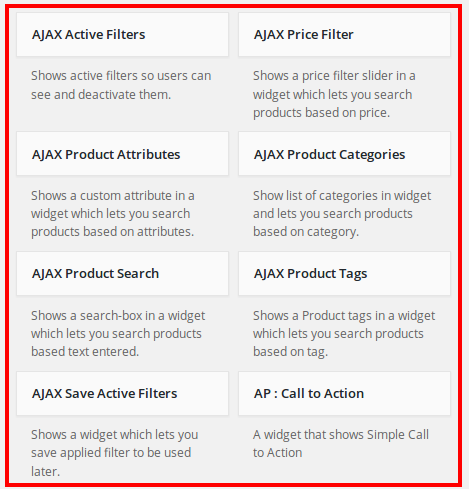 AJAX Active Filters
Shows active filters so users can
see and deactivate them.
AJAX Price Filter
Shows a price filter slider in a
widget which lets you search
products based on price.
AJAX Product Attributes
Shows a custom attribute in a
widget which lets you search
products based on attributes.
AJAX Product Categories
Show list of categories in widget
and lets you search products
based on category.
AJAX Product Search
Shows a search-box in a widget
which lets you search products
based text entered.
AJAX Product Tags
Shows a Product tags in a widget
which lets you search products
based on tag.
AJAX Save Active Filters
Shows a widget which lets you
save applied filter to be used
later.
AP : Call to Action
A widget that shows Simple Call
to Action